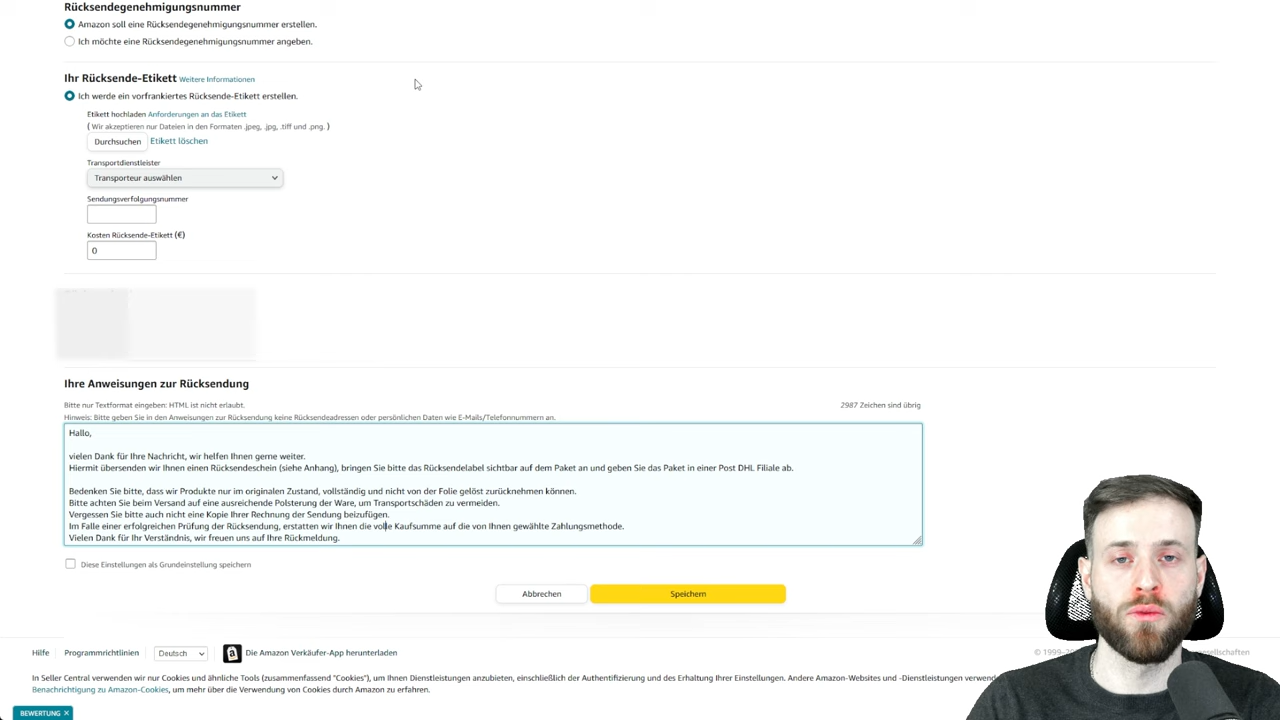 Rücksendegenehmigungsnummer
Amazon soll eine Rücksendegenehmigungsnummer erstellen.
Ich möchte eine Rücksendegenehmigungsnummer angeben.
Ihr Rücksende-Etikett Weitere Informationen
Ich werde ein vorfrankiertes Rücksende-Etikett erstellen.
Etikett hochladen Anforderungen an das Etikett
( Wir akzeptieren nur Dateien in den Formaten .jpeg, .jpg, .tiff und .png. )
Durchsuchen Etikett löschen
Transportdienstleister
Transporteur auswählen
Sendungsverfolgungsnummer
Kosten Rücksende-Etikett (€)
0
Ihre Anweisungen zur Rücksendung
Bitte nur Textformat eingeben: HTML ist nicht erlaubt. 2987 Zeichen sind übrig
Hinweis: Bitte geben Sie in den Anweisungen zur Rücksendung keine Rücksendeadressen oder persönlichen Daten wie E-Mails/Telefonnummern an.
Hallo,
vielen Dank für Ihre Nachricht, wir helfen Ihnen gerne weiter.
Hiermit übersenden wir Ihnen einen Rücksendeschein (siehe Anhang), bringen Sie bitte das Rücksendelabel sichtbar auf dem Paket an und geben Sie das Paket in einer Post DHL Filiale ab.
Bedenken Sie bitte, dass wir Produkte nur im originalen Zustand, vollständig und nicht von der Folie gelöst zurücknehmen können.
Bitte achten Sie beim Versand auf eine ausreichende Polsterung der Ware, um Transportschäden zu vermeiden.
Vergessen Sie bitte auch nicht eine Kopie Ihrer Rechnung der Sendung beizufügen.
Im Falle einer erfolgreichen Prüfung der Rücksendung, erstatten wir Ihnen die volle Kaufsumme auf die von Ihnen gewählte Zahlungsmethode.
Vielen Dank für Ihr Verständnis, wir freuen uns auf Ihre Rückmeldung.
Diese Einstellungen als Grundeinstellung speichern
Abbrechen Speichern
Hilfe Programmrichtlinien Deutsch Die Amazon Verkäufer-App herunterladen © 1999-
In Seller Central verwenden wir nur Cookies und ähnliche Tools (zusammenfassend "Cookies"), um Ihnen Dienstleistungen anzubieten, einschließlich der Authentifizierung und des Erhaltung Ihrer Einstellungen. Andere Amazon-Websites und -Dienstleistungen verwenden
Benachrichtigung zu Amazon-Cookies, um mehr über die Verwendung von Cookies durch Amazon zu erfahren.
BEWERTUNG ×